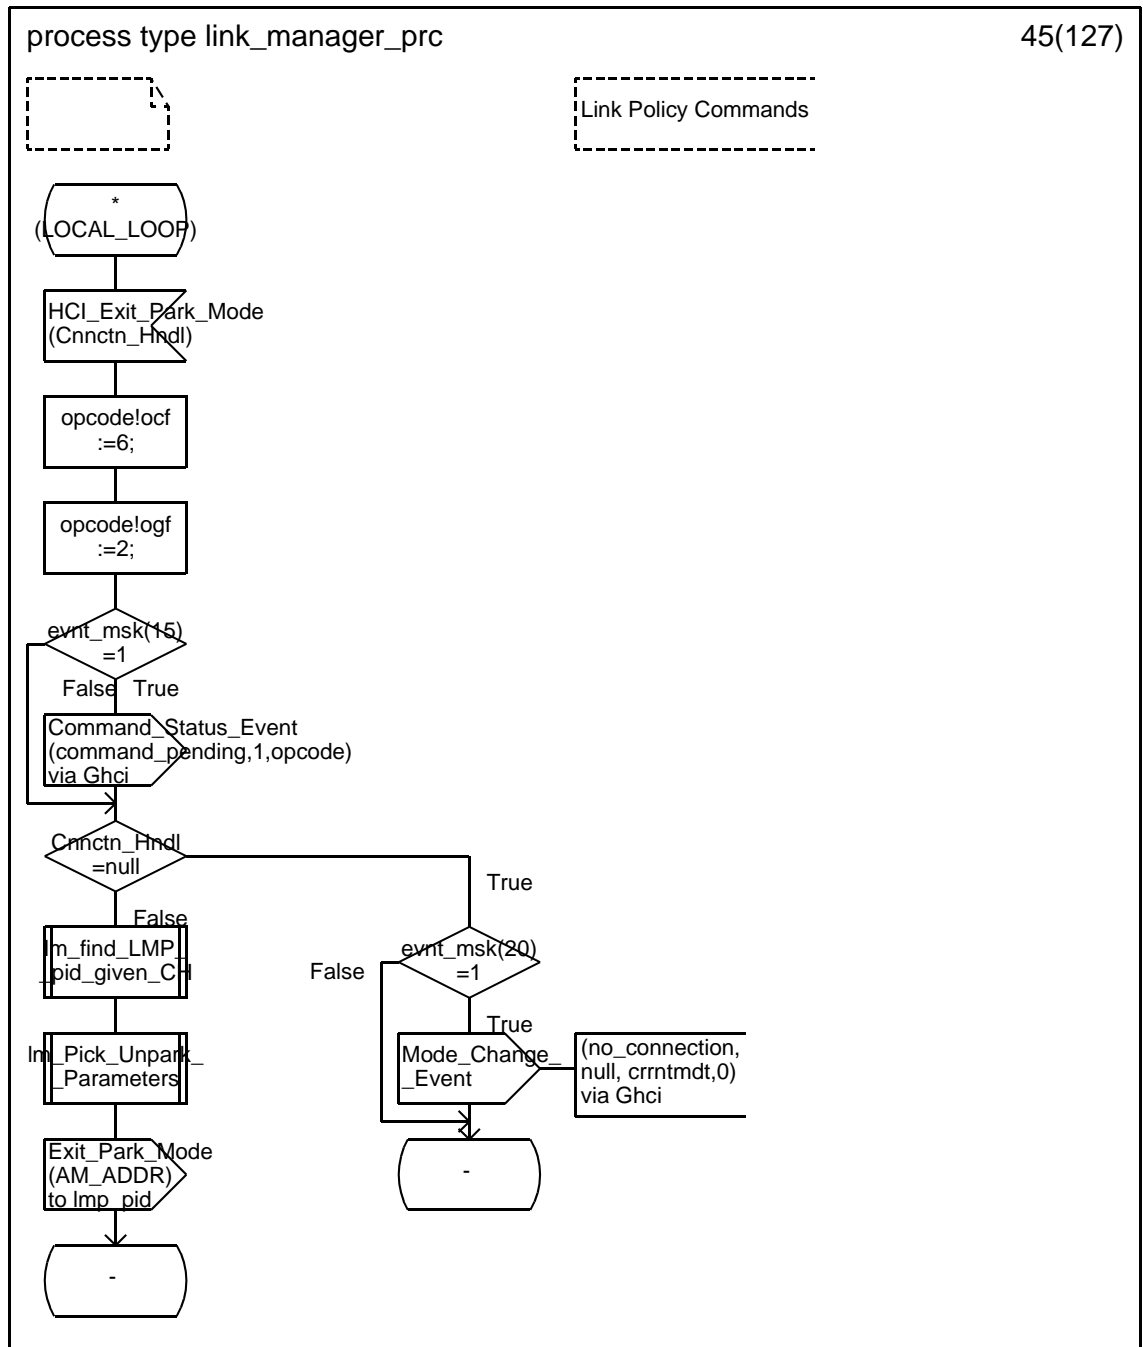 process type link_manager_prc
45(127)
Link Policy Commands
*
(LOCAL_LOOP)
HCI_Exit_Park_Mode
(Cnnctn_Hndl)
opcode!ocf
:=6;
opcode!ogf
:=2;
evnt_msk(15)
=1
False
True
Command_Status_Event
(command_pending,1,opcode)
via Ghci
Cnnctn_Hndl
=null
True
False
lm_find_LMP_
_pid_given_CH
evnt_msk(20)
=1
False
True
lm_Pick_Unpark_
_Parameters
Mode_Change_
_Event
(no_connection,
null, crrntmdt,0)
via Ghci
Exit_Park_Mode
(AM_ADDR)
to lmp_pid
-
-